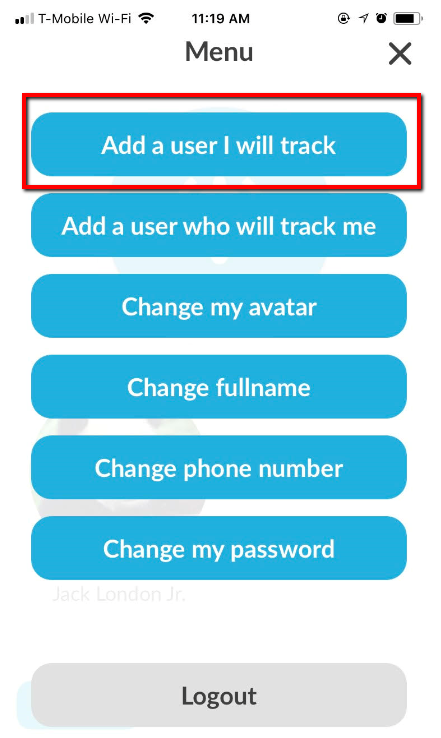 T-Mobile Wi-Fi 11:19 AM
Menu
Add a user I will track
Add a user who will track me
Change my avatar
Change fullname
Change phone number
Change my password
Jack London Jr.
Logout